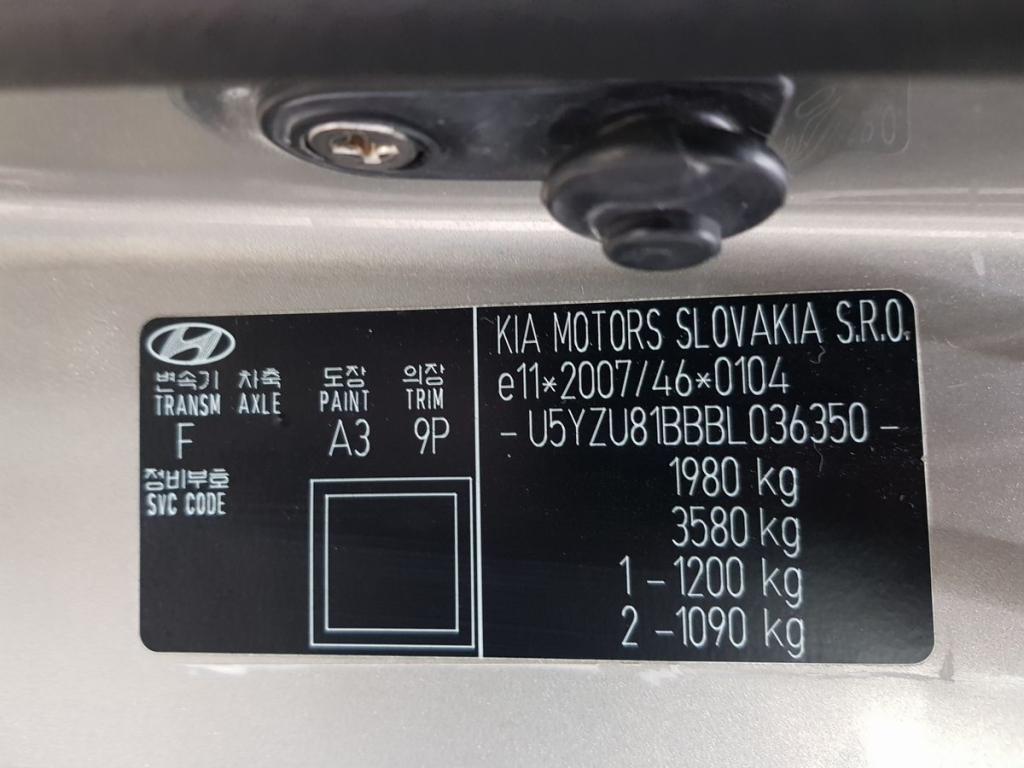 변속기 차축 도장 의장
TRANSM AXLE PAINT TRIM
F A3 9P
정비부호
SVC CODE
KIA MOTORS SLOVAKIA S.R.O.
e11*2007/46*0104
- U5YZU81BBBL036350 -
1980 kg
3580 kg
1 - 1200 kg
2 - 1090 kg